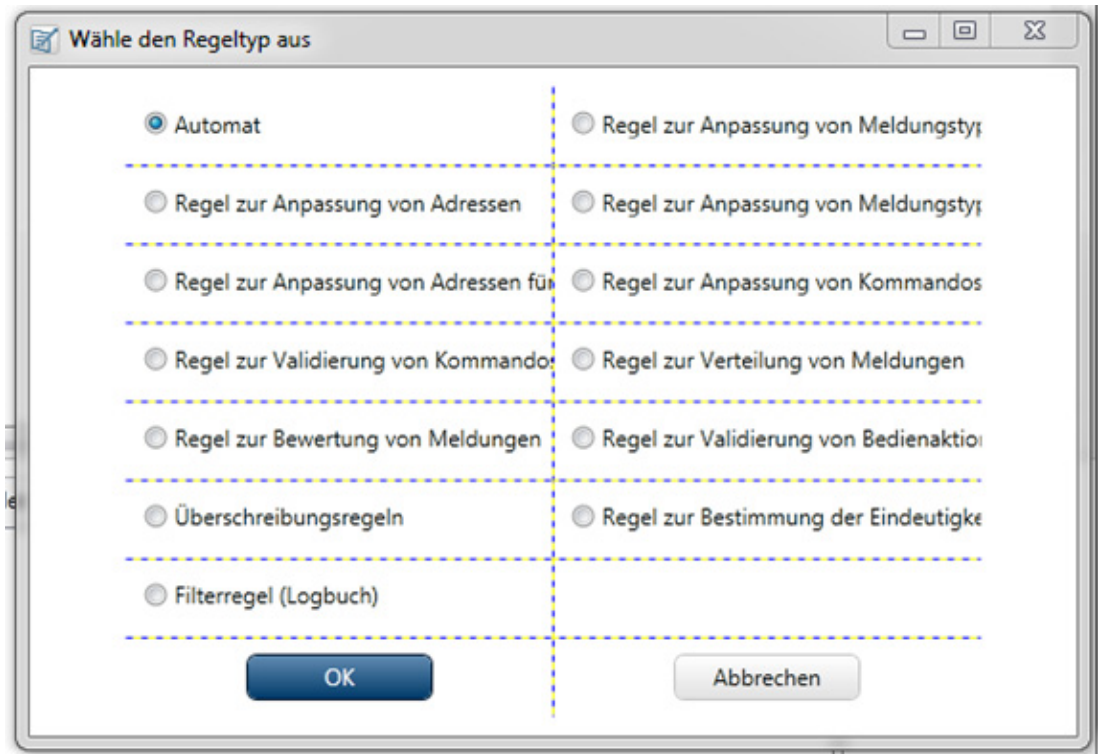 Wähle den Regeltyp aus
Automat
Regel zur Anpassung von Meldungstyp
Regel zur Anpassung von Adressen
Regel zur Anpassung von Meldungstyp
Regel zur Anpassung von Adressen für
Regel zur Anpassung von Kommandos
Regel zur Validierung von Kommandos
Regel zur Verteilung von Meldungen
Regel zur Bewertung von Meldungen
Regel zur Validierung von Bedienaktio
Überschreibungsregeln
Regel zur Bestimmung der Eindeutigke
Filterregel (Logbuch)
OK
Abbrechen